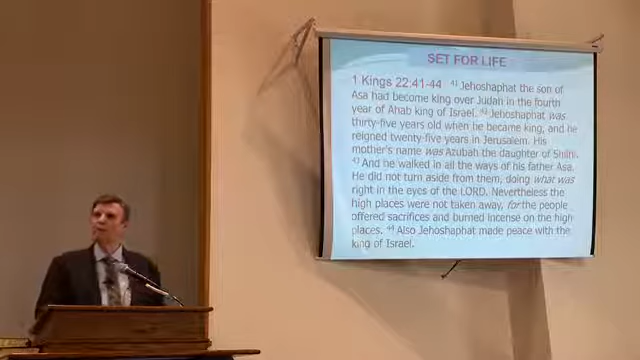 SET FOR LIFE
1 Kings 22:41-44 41 Jehoshaphat the son of
Asa had become king over Judah in the fourth
year of Ahab king of Israel. 42 Jehoshaphat was
thirty-five years old when he became king, and he
reigned twenty-five years in Jerusalem. His
mother's name was Azubah the daughter of Shilhi.
43 And he walked in all the ways of his father Asa.
He did not turn aside from them, doing what was
right in the eyes of the LORD. Nevertheless the
high places were not taken away, for the people
offered sacrifices and burned incense on the high
places. 44 Also Jehoshaphat made peace with the
king of Israel.